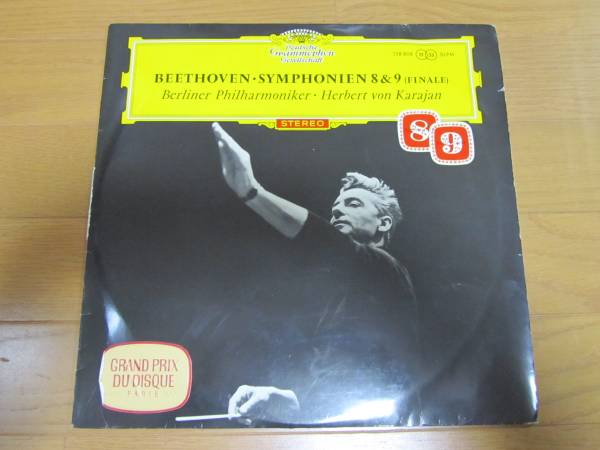 Deutsche
Grammophon
Gesellschaft
33
BEETHOVEN · SYMPHONIEN 8 & 9 (FINALE)
Berliner Philharmoniker · Herbert von Karajan
STEREO
8
9
GRAND PRIX
DU DISQUE
PARIS